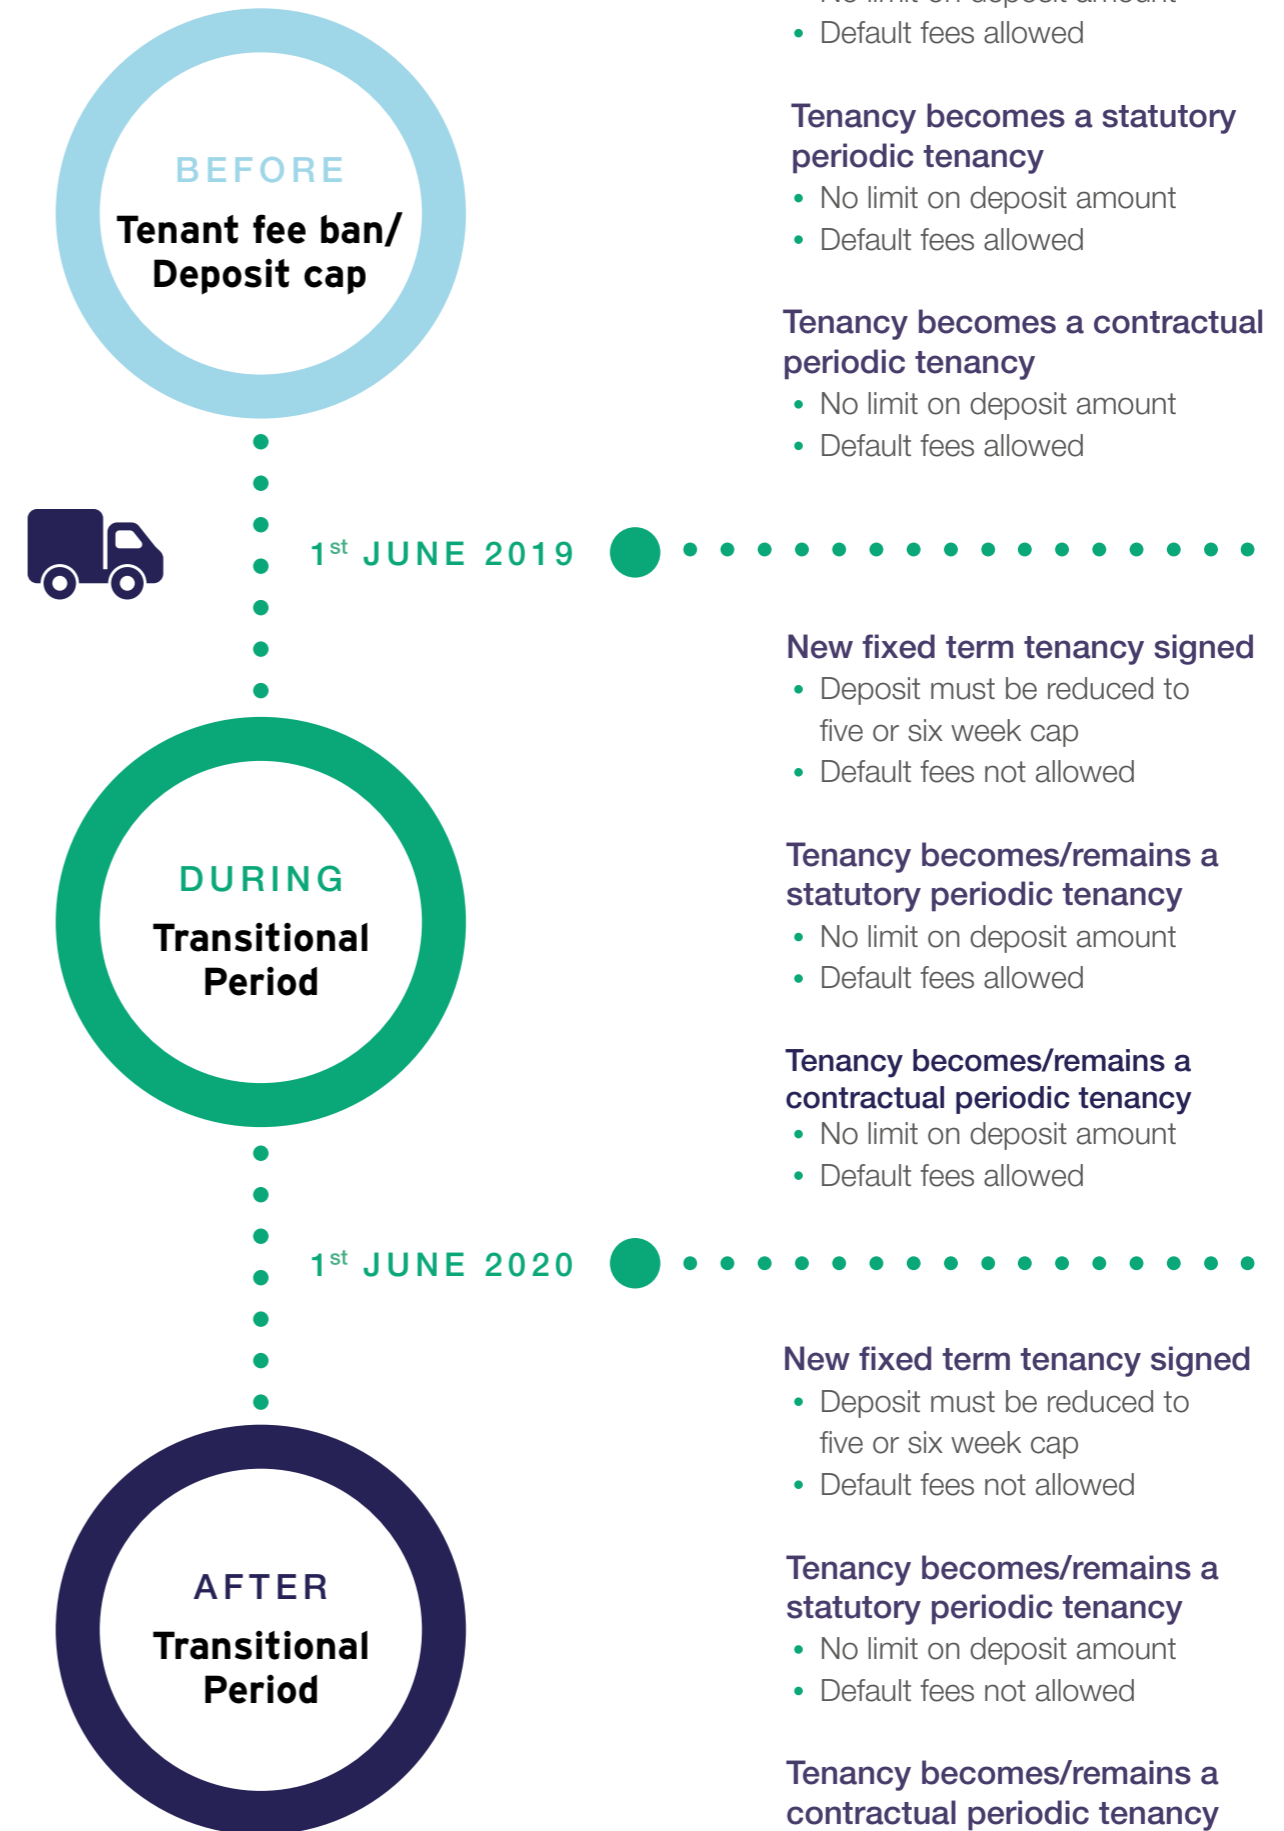 No limit on deposit amount
• Default fees allowed
BEFORE
Tenant fee ban/
Deposit cap
Tenancy becomes a statutory
periodic tenancy
• No limit on deposit amount
• Default fees allowed
Tenancy becomes a contractual
periodic tenancy
• No limit on deposit amount
• Default fees allowed
1st JUNE 2019
New fixed term tenancy signed
• Deposit must be reduced to
five or six week cap
• Default fees not allowed
DURING
Transitional
Period
Tenancy becomes/remains a
statutory periodic tenancy
• No limit on deposit amount
• Default fees allowed
Tenancy becomes/remains a
contractual periodic tenancy
• No limit on deposit amount
• Default fees allowed
1st JUNE 2020
New fixed term tenancy signed
• Deposit must be reduced to
five or six week cap
• Default fees not allowed
AFTER
Transitional
Period
Tenancy becomes/remains a
statutory periodic tenancy
• No limit on deposit amount
• Default fees not allowed
Tenancy becomes/remains a
contractual periodic tenancy